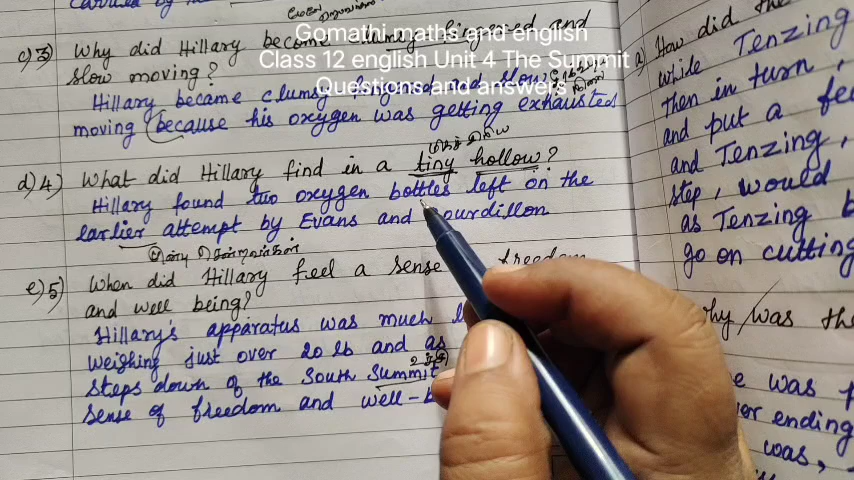 Gomathi maths and english
Class 12 english Unit 4 The Summit
Questions and answers
c) 3) Why did Hillary become clumsy fingered and
slow moving?
Hillary became clumsy fingered and slow
moving because his oxygen was getting exhausted
d) 4) What did Hillary find in a tiny hollow?
Hillary found two oxygen bottles left on the
earlier attempt by Evans and Bourdillon
e) 5) When did Hillary feel a sense freedom
and well being?
Hillary's apparatus was much
weighing just over 20 lb and as
steps down of the South Summit
sense of freedom and well-
a) How did the
while Tenzing
then in turn,
and put a
and Tenzing,
step, would
as Tenzing
go on cutting
was the
was
ending
was,